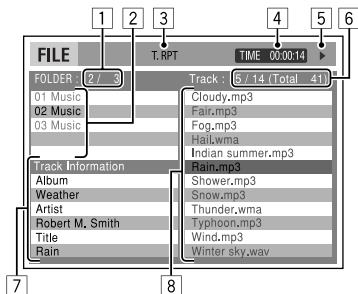 1 2 3 4 5 6
FILE T. RPT TIME 00:00:14
FOLDER : 2 / 3 Track : 5 / 14 (Total 41)
01 Music
02 Music
03 Music
Track Information
Album
Weather
Artist
Robert M. Smith
Title
Rain
Cloudy.mp3
Fair.mp3
Fog.mp3
Hail.wma
Indian summer.mp3
Rain.mp3
Shower.mp3
Snow.mp3
Thunder.wma
Typhoon.mp3
Wind.mp3
Winter sky.wav
7 8